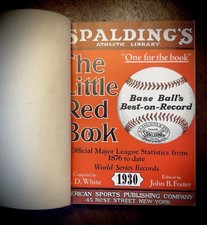 SPALDING'S
ATHLETIC LIBRARY
"One for the book"
The
Little
Red
Book
Base Ball's
Best-on-Record
SPALDING
Official Major League Statistics from
1876 to date
World Series Records
Compiled by
D. White
1930
Edited by
John B. Foster
AMERICAN SPORTS PUBLISHING COMPANY
45 ROSE STREET NEW YORK